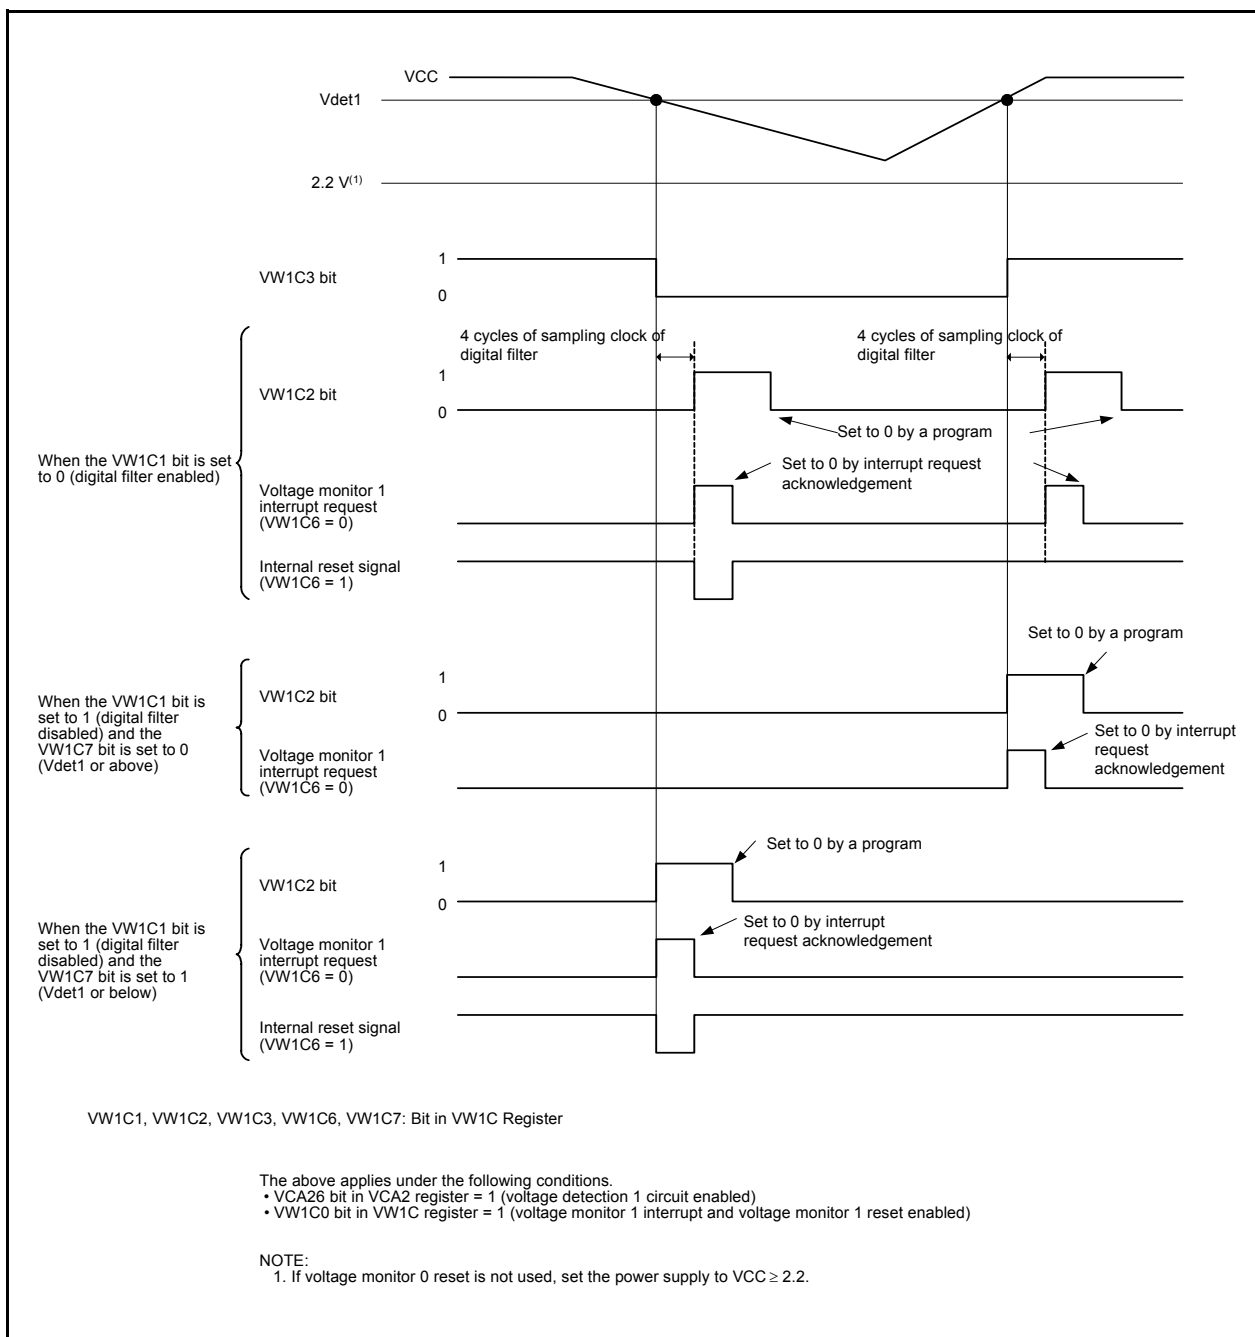 VCC
Vdet1
2.2 V(1)
1
VW1C3 bit
0
4 cycles of sampling clock of
digital filter
4 cycles of sampling clock of
digital filter
1
VW1C2 bit
0
Set to 0 by a program
When the VW1C1 bit is set
to 0 (digital filter enabled)
Set to 0 by interrupt request
acknowledgement
Voltage monitor 1
interrupt request
(VW1C6 = 0)
Internal reset signal
(VW1C6 = 1)
Set to 0 by a program
1
VW1C2 bit
0
When the VW1C1 bit is
set to 1 (digital filter
disabled) and the
VW1C7 bit is set to 0
(Vdet1 or above)
Set to 0 by interrupt
request
acknowledgement
Voltage monitor 1
interrupt request
(VW1C6 = 0)
Set to 0 by a program
1
VW1C2 bit
0
When the VW1C1 bit is
set to 1 (digital filter
disabled) and the
VW1C7 bit is set to 1
(Vdet1 or below)
Set to 0 by interrupt
request acknowledgement
Voltage monitor 1
interrupt request
(VW1C6 = 0)
Internal reset signal
(VW1C6 = 1)
VW1C1, VW1C2, VW1C3, VW1C6, VW1C7: Bit in VW1C Register
The above applies under the following conditions.
• VCA26 bit in VCA2 register = 1 (voltage detection 1 circuit enabled)
• VW1C0 bit in VW1C register = 1 (voltage monitor 1 interrupt and voltage monitor 1 reset enabled)
NOTE:
1. If voltage monitor 0 reset is not used, set the power supply to VCC ≥ 2.2.